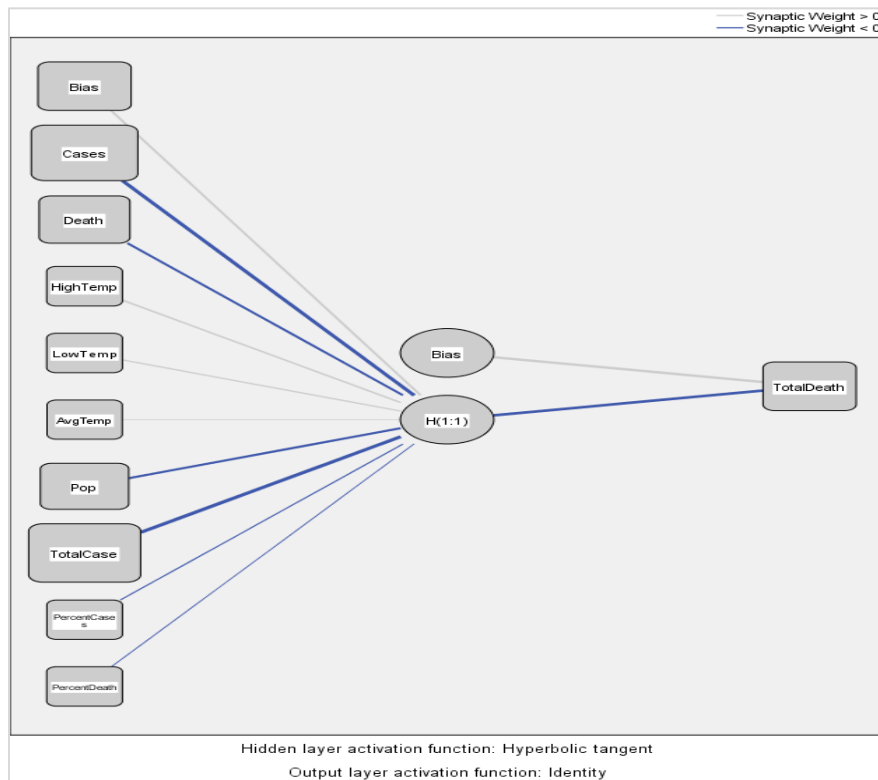 Synaptic Weight > 0
Synaptic Weight < 0
Bias
Cases
Death
HighTemp
LowTemp
AvgTemp
Pop
TotalCase
PercentCase
s
PercentDeath
Bias
H(1:1)
TotalDeath
Hidden layer activation function: Hyperbolic tangent
Output layer activation function: Identity